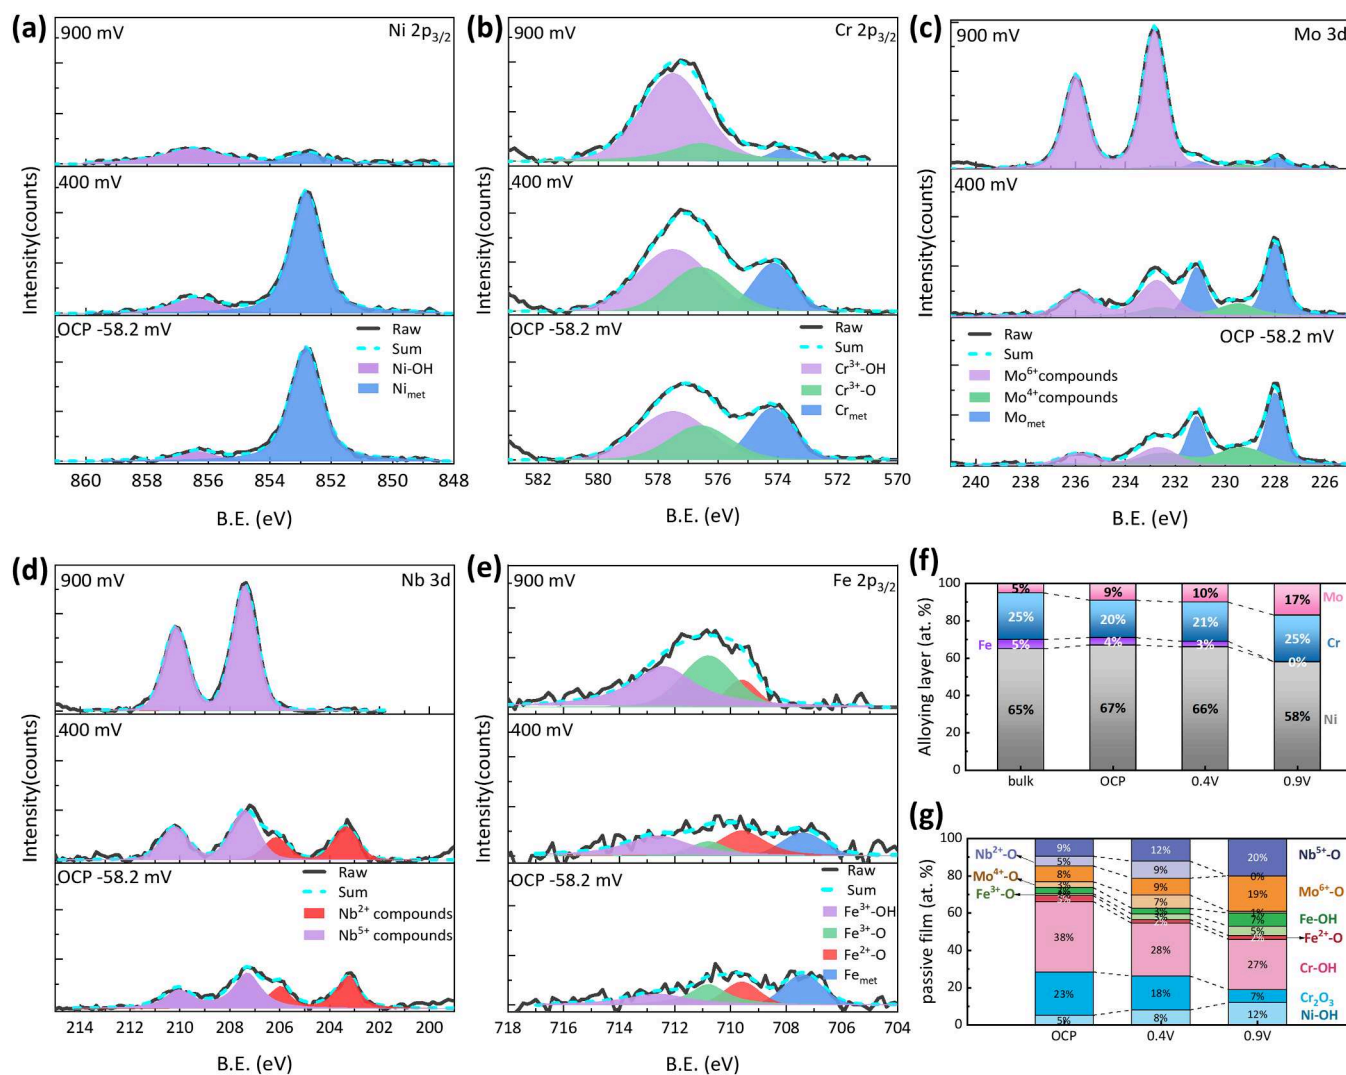 (a)
900 mV
Ni 2p3/2
400 mV
OCP -58.2 mV
Raw
Sum
Ni-OH
Nimet
Intensity(counts)
860 858 856 854 852 850 848
B.E. (eV)
(b)
900 mV
Cr 2p3/2
400 mV
OCP -58.2 mV
Raw
Sum
Cr3+-OH
Cr3+-O
Crmet
Intensity(counts)
582 580 578 576 574 572 570
B.E. (eV)
(c)
900 mV
Mo 3d
400 mV
OCP -58.2 mV
Raw
Sum
Mo6+compounds
Mo4+compounds
Momet
Intensity(counts)
240 238 236 234 232 230 228 226
B.E. (eV)
(d)
900 mV
Nb 3d
400 mV
OCP -58.2 mV
Raw
Sum
Nb2+ compounds
Nb5+ compounds
Intensity(counts)
214 212 210 208 206 204 202 200
B.E. (eV)
(e)
900 mV
Fe 2p3/2
400 mV
OCP -58.2 mV
Raw
Sum
Fe3+-OH
Fe3+-O
Fe2+-O
Femet
Intensity(counts)
718 716 714 712 710 708 706 704
B.E. (eV)
(f)
Alloying layer (at. %)
100
80
60
40
20
0
5% 9% 10% 17% Mo
25% 20% 21% 25% Cr
Fe 5% 4% 3% 0%
65% 67% 66% 58% Ni
bulk OCP 0.4V 0.9V
(g)
passive film (at. %)
100
80
60
40
20
0
Nb2+-O 9% 12% 20% Nb5+-O
5% 9% 0%
Mo4+-O 8% 9% 19% Mo6+-O
3% 7% 1%
Fe3+-O 3% 7% Fe-OH
5% Fe2+-O
3% 2% 2%
38% 28% 27% Cr-OH
23% 18% 7% Cr2O3
5% 8% 12% Ni-OH
OCP 0.4V 0.9V